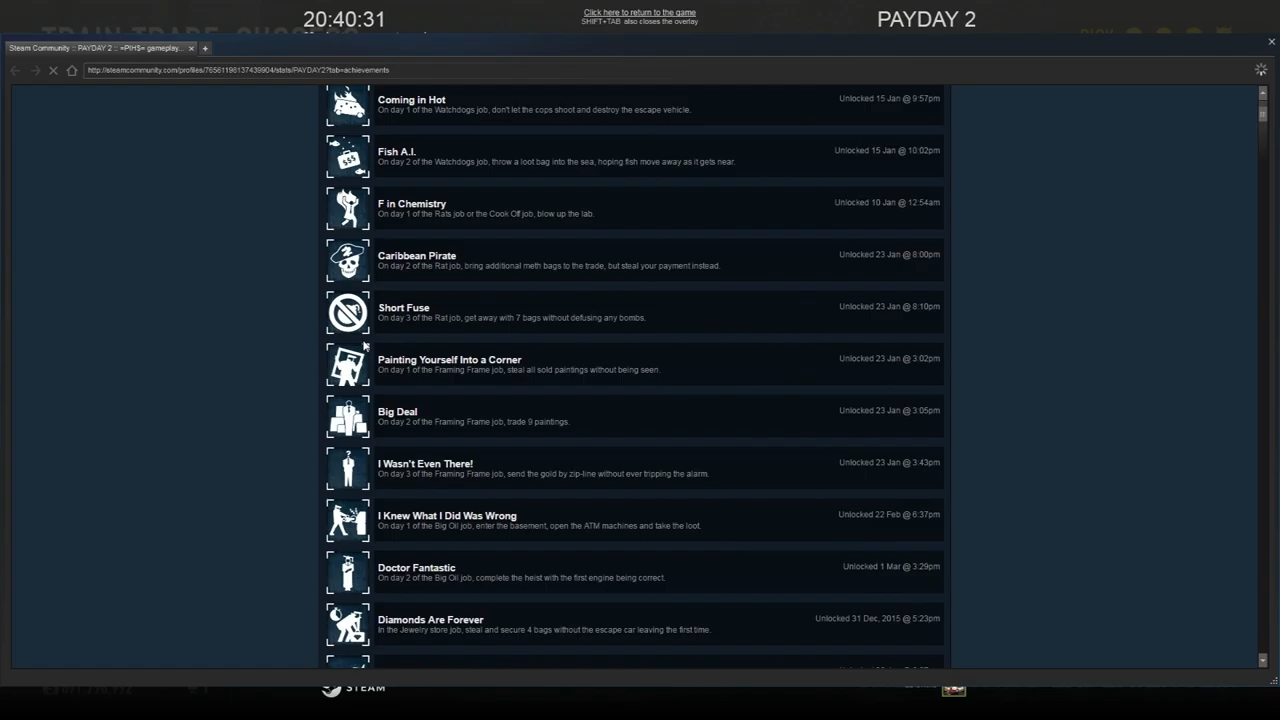 20:40:31
Click here to return to the game
SHIFT+TAB also closes the overlay
PAYDAY 2
Steam Community :: PAYDAY 2 :: =PIH$= gameplay...
http://steamcommunity.com/profiles/76561198137439904/stats/PAYDAY2?tab=achievements
Coming in Hot
Unlocked 15 Jan @ 9:57pm
On day 1 of the Watchdogs job, don't let the cops shoot and destroy the escape vehicle.
Fish A.I.
Unlocked 15 Jan @ 10:02pm
On day 2 of the Watchdogs job, throw a loot bag into the sea, hoping fish move away as it gets near.
F in Chemistry
Unlocked 10 Jan @ 12:54am
On day 1 of the Rats job or the Cook Off job, blow up the lab.
Caribbean Pirate
Unlocked 23 Jan @ 8:00pm
On day 2 of the Rat job, bring additional meth bags to the trade, but steal your payment instead.
Short Fuse
Unlocked 23 Jan @ 8:10pm
On day 3 of the Rat job, get away with 7 bags without defusing any bombs.
Painting Yourself Into a Corner
Unlocked 23 Jan @ 3:02pm
On day 1 of the Framing Frame job, steal all sold paintings without being seen.
Big Deal
Unlocked 23 Jan @ 3:05pm
On day 2 of the Framing Frame job, trade 9 paintings.
I Wasn't Even There!
Unlocked 23 Jan @ 3:43pm
On day 3 of the Framing Frame job, send the gold by zip-line without ever tripping the alarm.
I Knew What I Did Was Wrong
Unlocked 22 Feb @ 6:37pm
On day 1 of the Big Oil job, enter the basement, open the ATM machines and take the loot.
Doctor Fantastic
Unlocked 1 Mar @ 3:29pm
On day 2 of the Big Oil job, complete the heist with the first engine being correct.
Diamonds Are Forever
Unlocked 31 Dec, 2015 @ 5:23pm
In the Jewelry store job, steal and secure 4 bags without the escape car leaving the first time.
STEAM